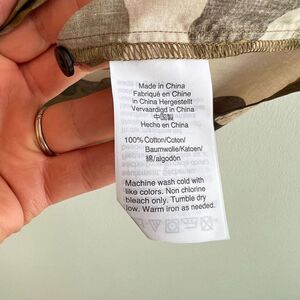 Made in China
Fabriqué en Chine
in China Hergestellt
Vervaardigd in China
中国製
Hecho en China
100% Cotton/Coton/
Baumwolle/Katoen/
綿/algodón
Machine wash cold with
like colors. Non chlorine
bleach only. Tumble dry
low. Warm iron as needed.